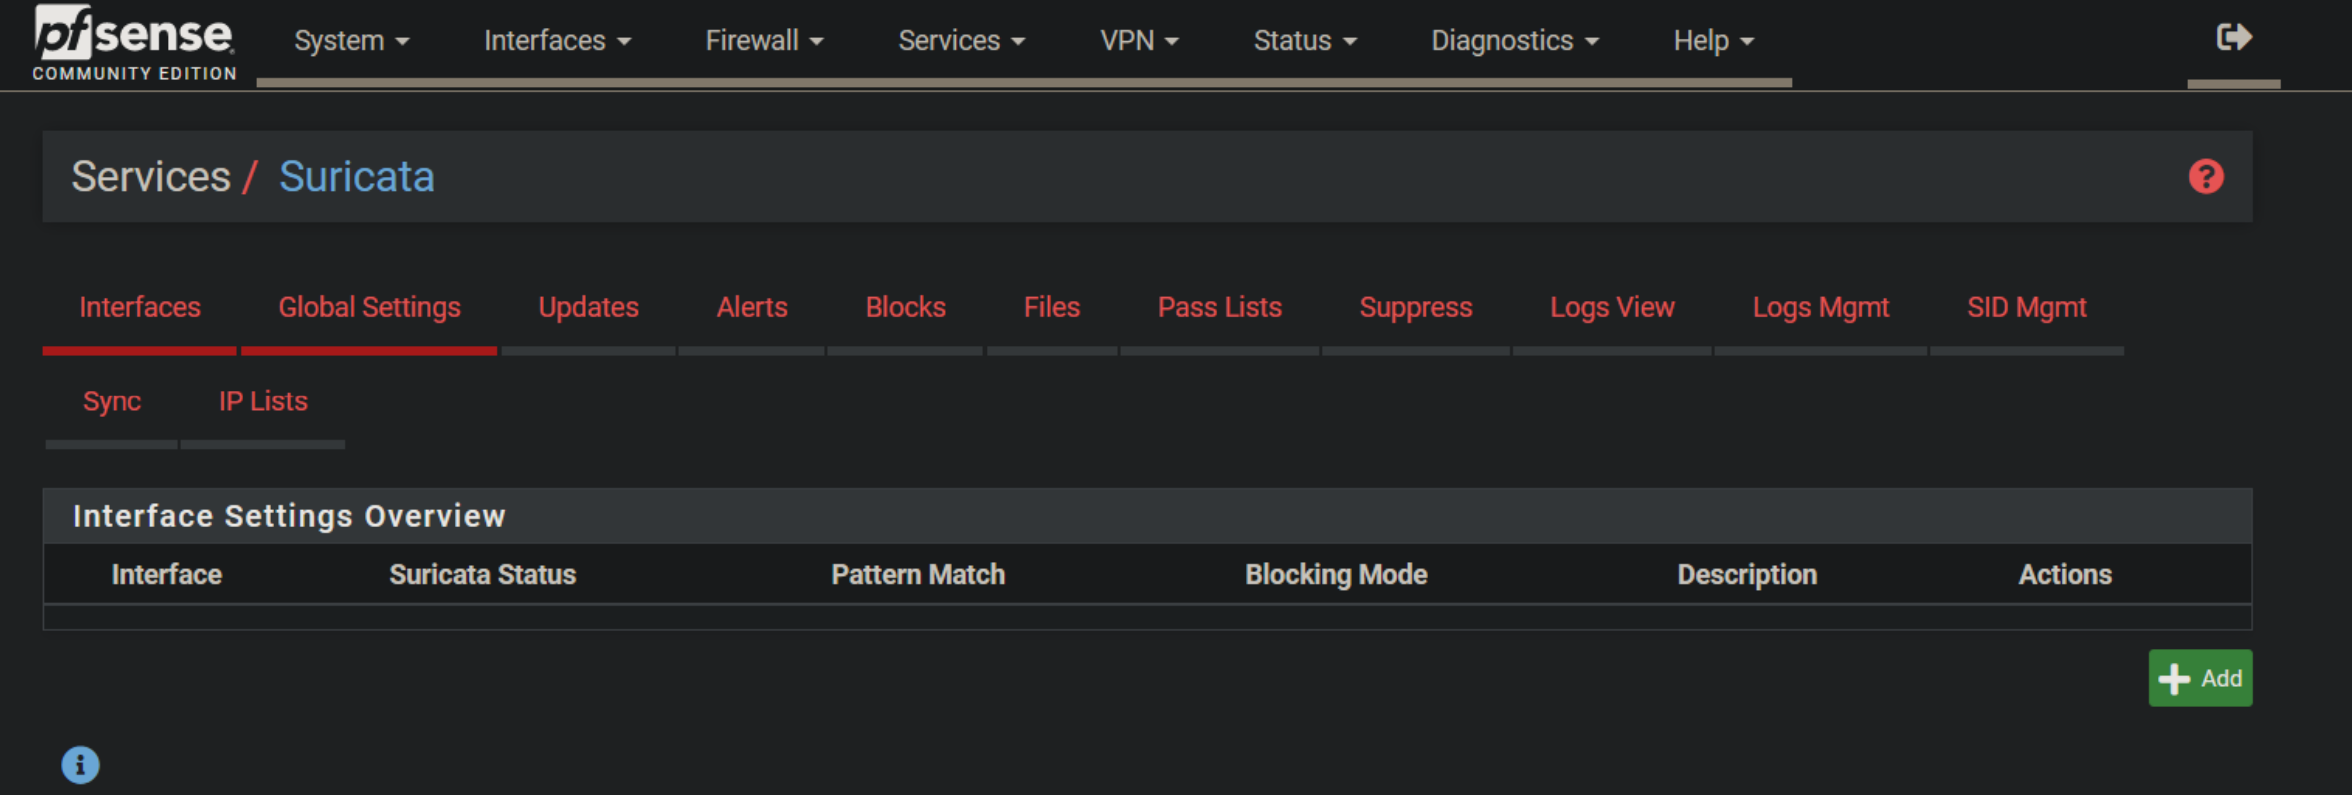 pfsense
COMMUNITY EDITION
System Interfaces Firewall Services VPN Status Diagnostics Help
Services / Suricata
Interfaces Global Settings Updates Alerts Blocks Files Pass Lists Suppress Logs View Logs Mgmt SID Mgmt
Sync IP Lists
Interface Settings Overview
Interface Suricata Status Pattern Match Blocking Mode Description Actions
Add